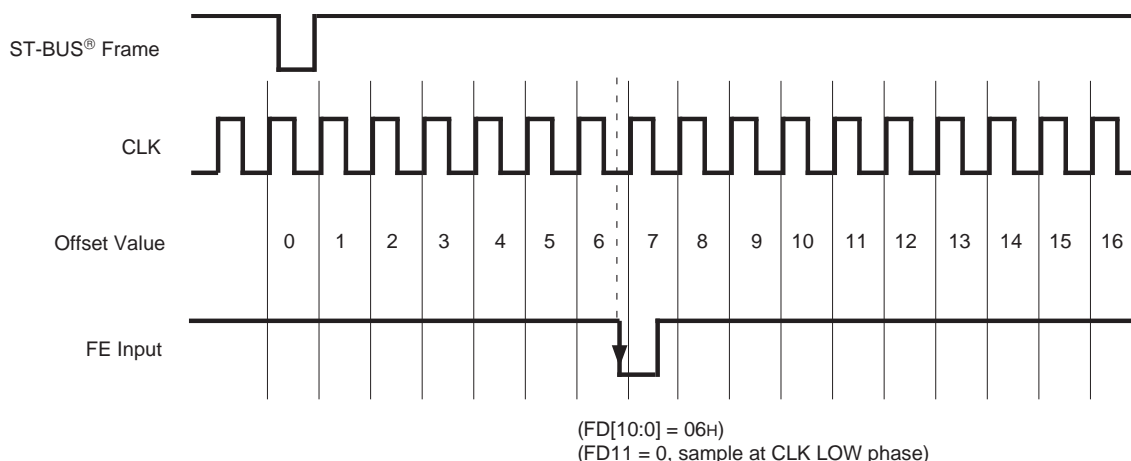 ST-BUS® Frame
CLK
Offset Value 0 1 2 3 4 5 6 7 8 9 10 11 12 13 14 15 16
FE Input
(FD[10:0] = 06H)
(FD11 = 0, sample at CLK LOW phase)